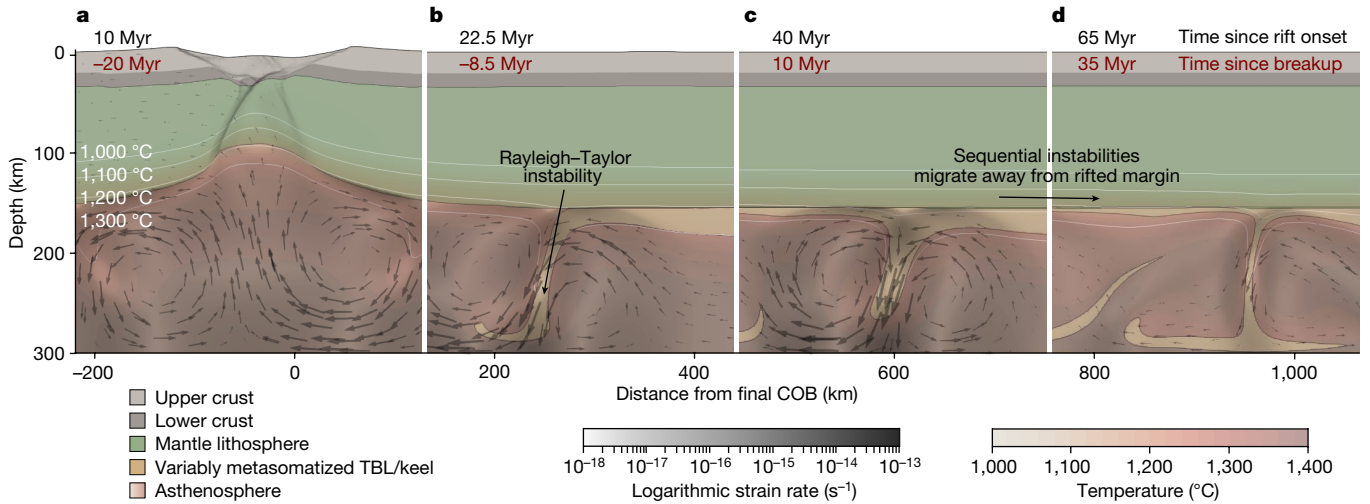 a
b
c
d
10 Myr
22.5 Myr
40 Myr
65 Myr
Time since rift onset
–20 Myr
–8.5 Myr
10 Myr
35 Myr
Time since breakup
0
100
200
300
Depth (km)
1,000 °C
1,100 °C
1,200 °C
1,300 °C
Rayleigh–Taylor
instability
Sequential instabilities
migrate away from rifted margin
–200
0
200
400
600
800
1,000
Distance from final COB (km)
Upper crust
Lower crust
Mantle lithosphere
Variably metasomatized TBL/keel
Asthenosphere
10–18 10–17 10–16 10–15 10–14 10–13
Logarithmic strain rate (s–1)
1,000 1,100 1,200 1,300 1,400
Temperature (°C)